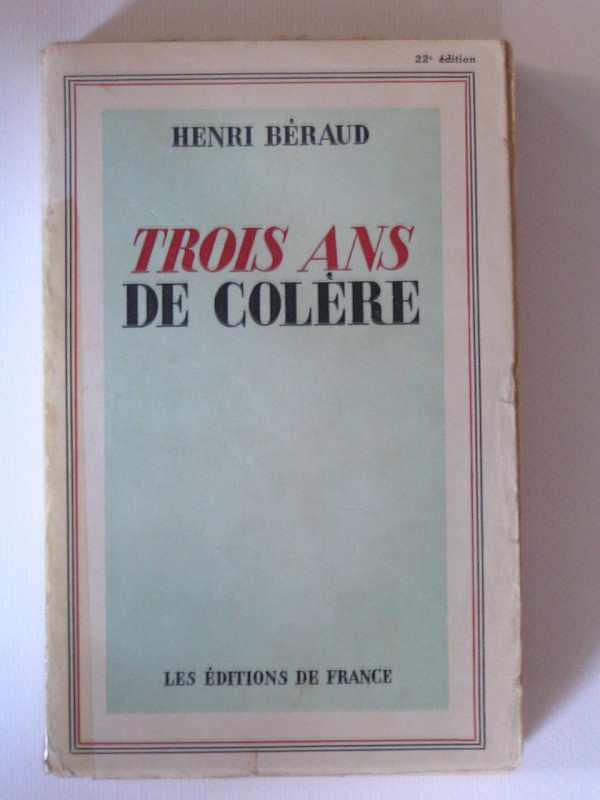 22e édition
HENRI BÉRAUD
TROIS ANS
DE COLÈRE
LES ÉDITIONS DE FRANCE